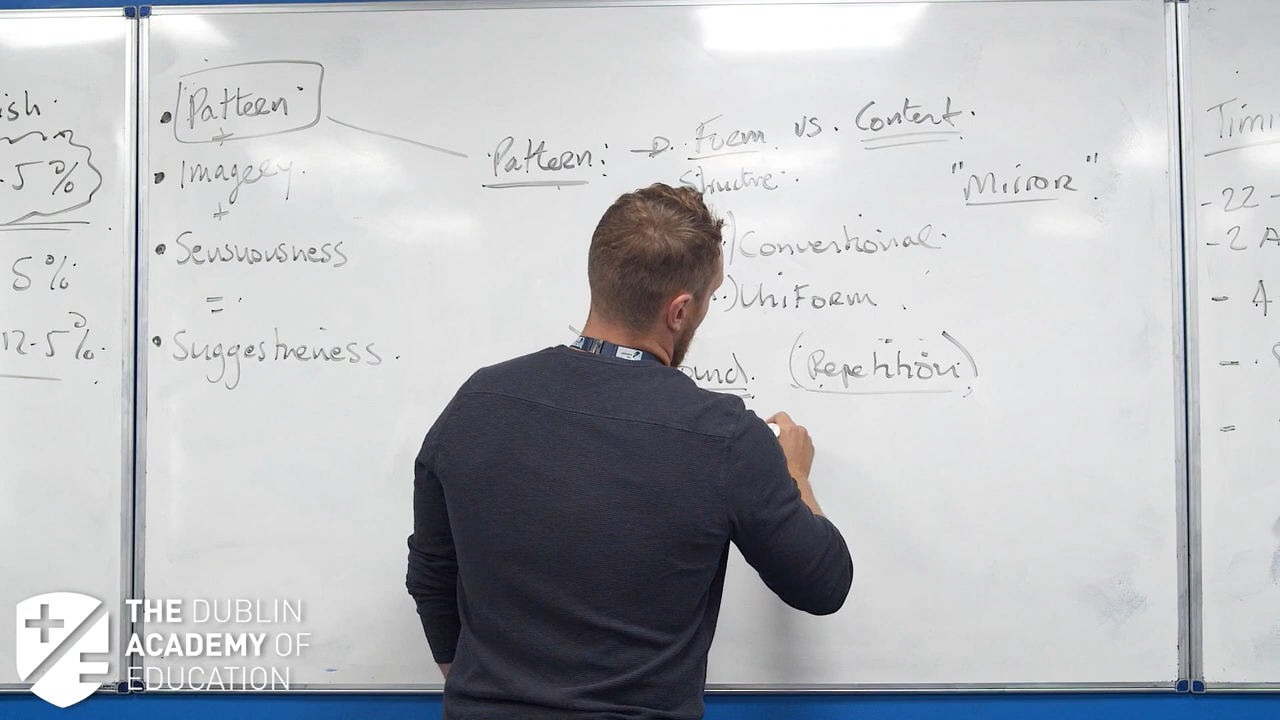 ish.
.5%
5%
12.5%.
• Pattern
+
• Imagery.
+
• Sensuousness
=
• Suggestiveness.
Pattern: → Form vs. Content.
Structure.
"Mirror".
) Conventional.
) Uniform.
ound). (Repetition)
Timi
- 22 -
- 2 A
- 4
=
=
THE DUBLIN
ACADEMY OF
EDUCATION